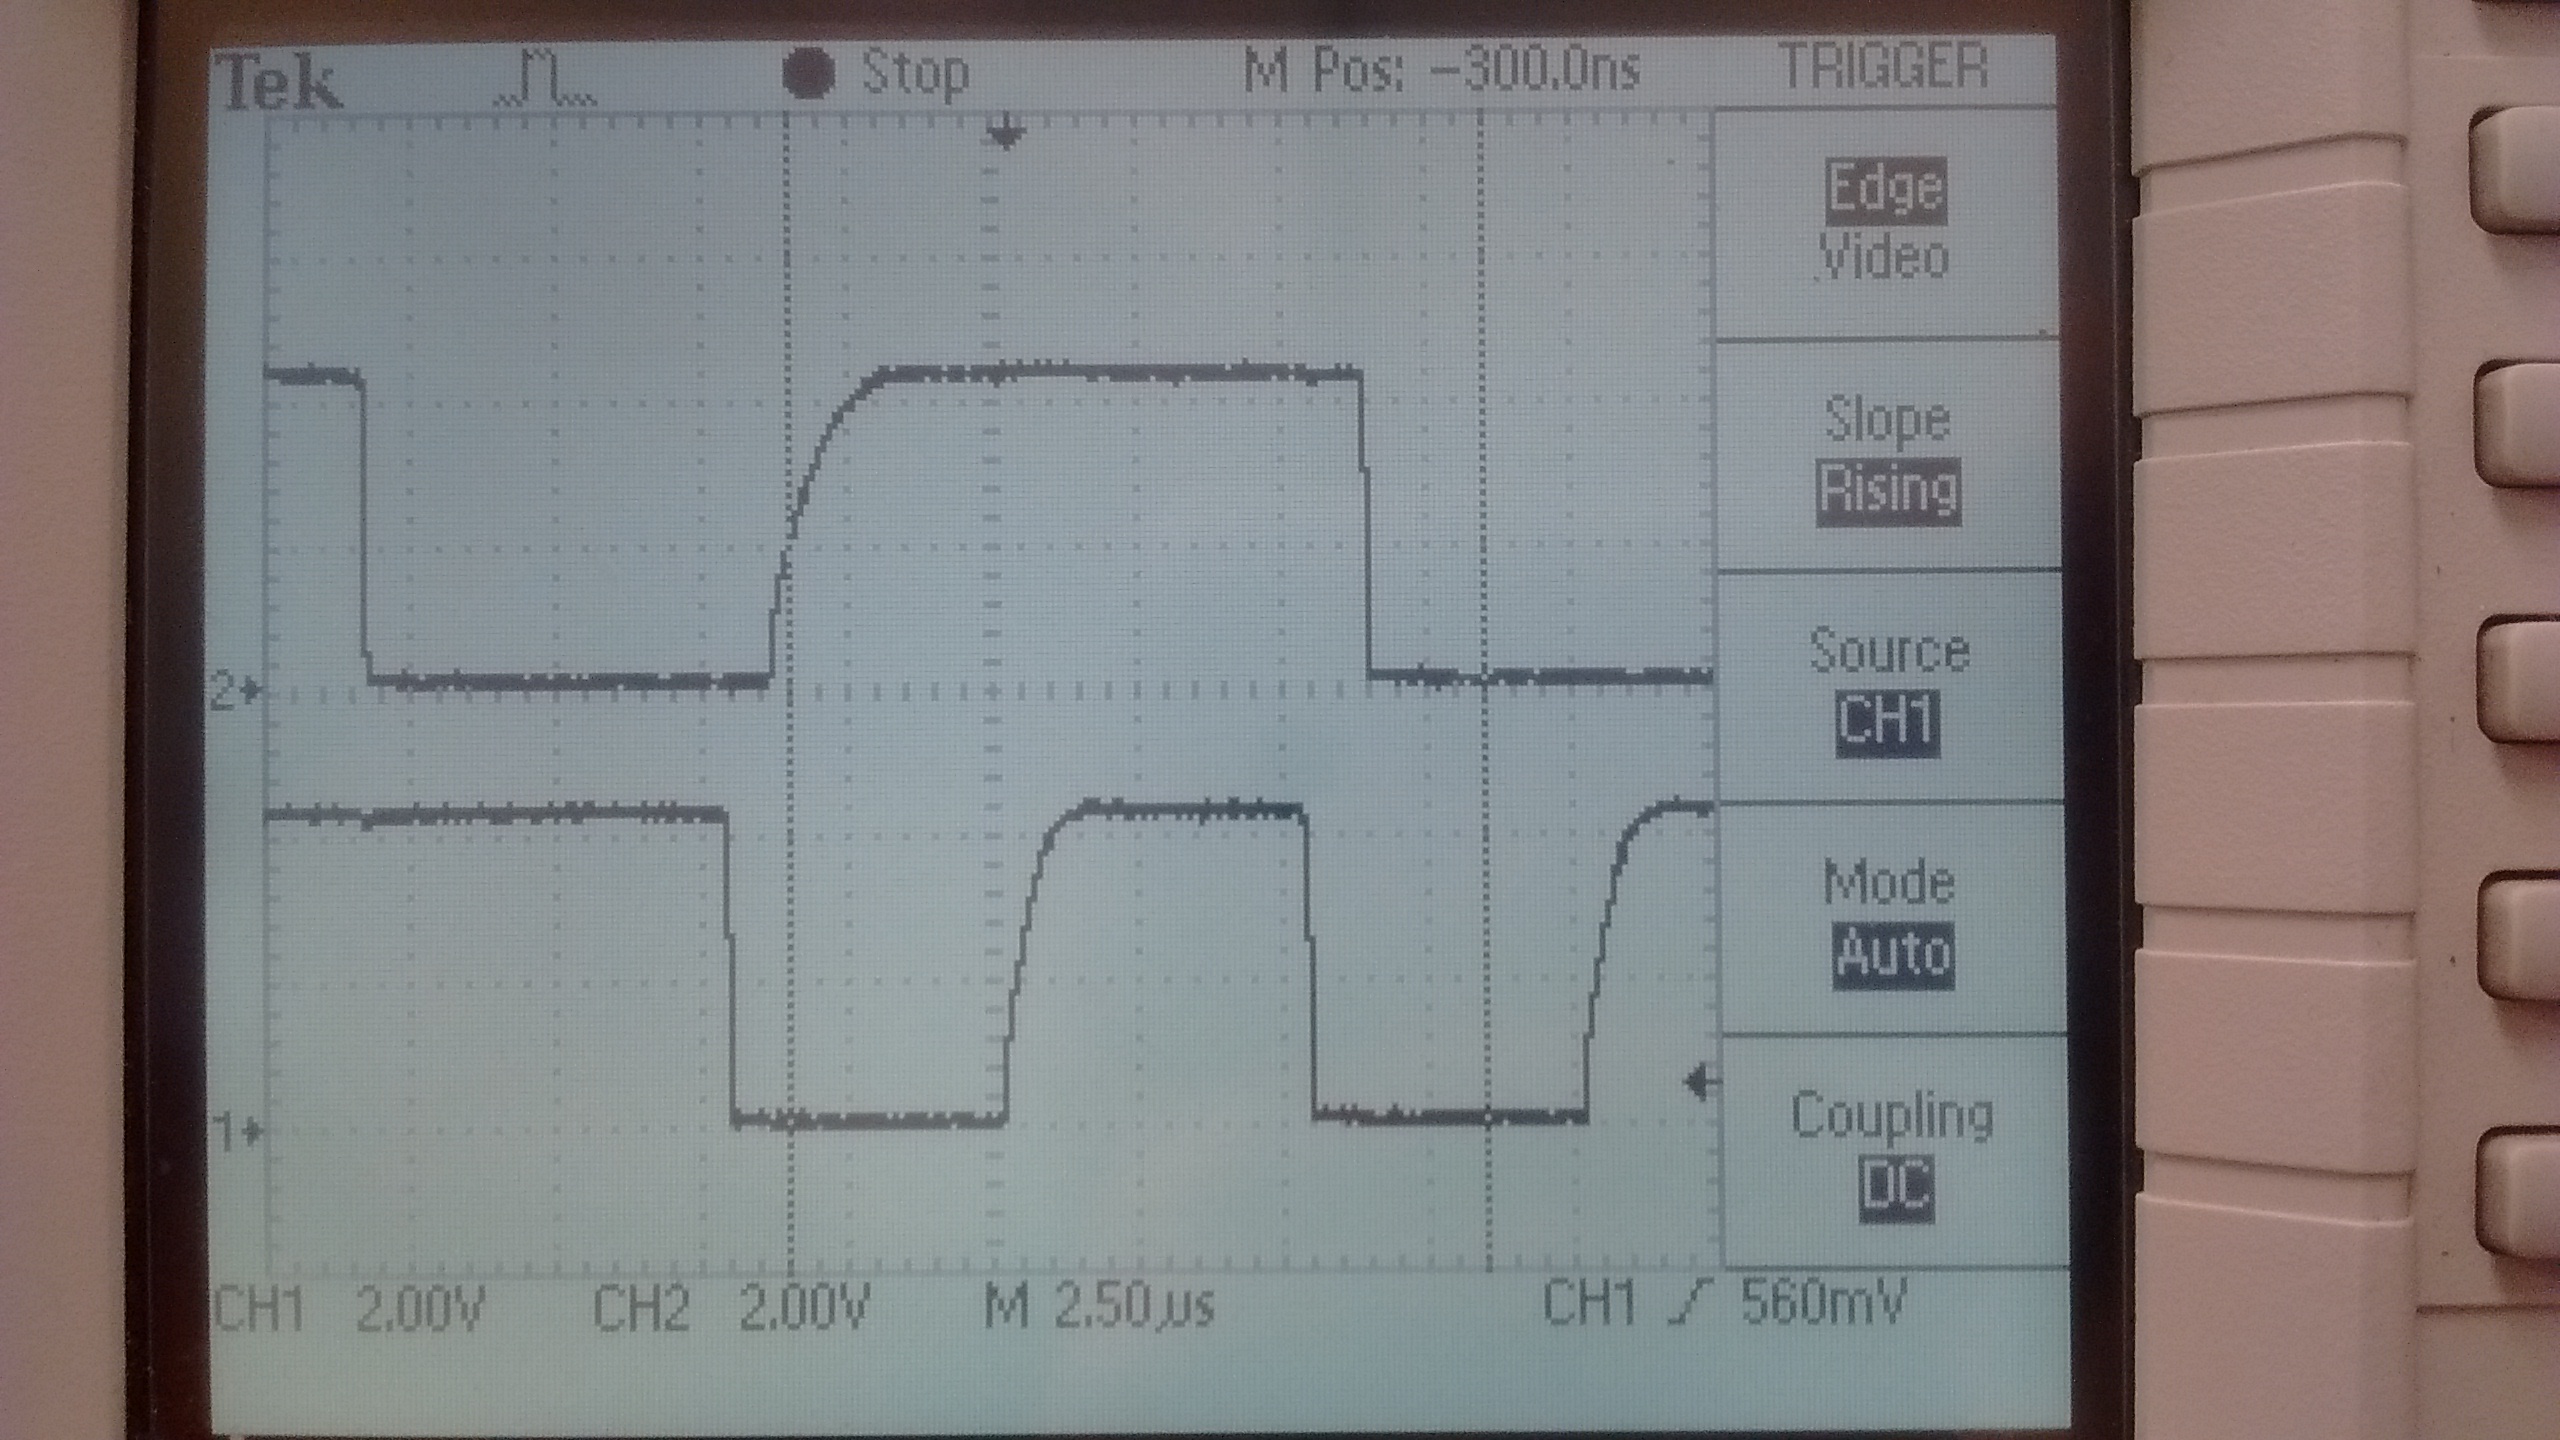 Tek Stop M Pos: -300.0ns TRIGGER
Edge
Video
Slope
Rising
Source
CH1
2
Mode
Auto
1
Coupling
DC
CH1 2.00V CH2 2.00V M 2.50µs CH1 560mV